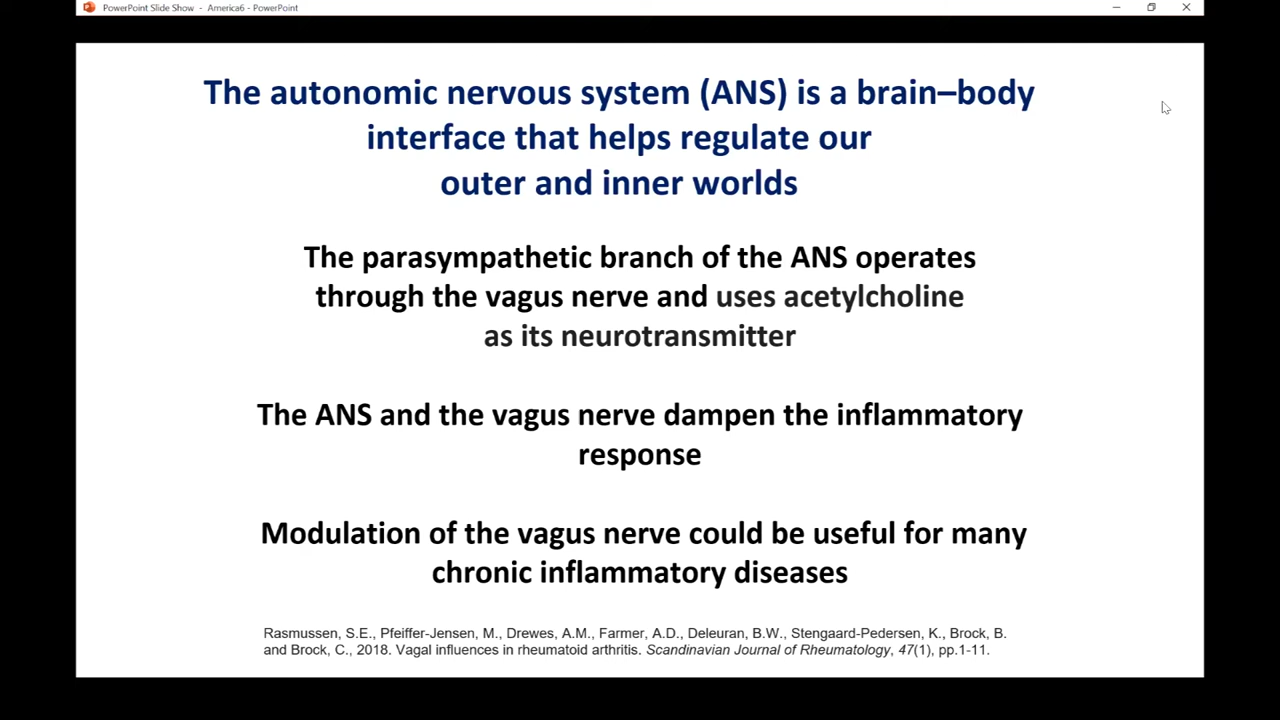 PowerPoint Slide Show - America6 - PowerPoint
The autonomic nervous system (ANS) is a brain–body
interface that helps regulate our
outer and inner worlds
The parasympathetic branch of the ANS operates
through the vagus nerve and uses acetylcholine
as its neurotransmitter
The ANS and the vagus nerve dampen the inflammatory
response
Modulation of the vagus nerve could be useful for many
chronic inflammatory diseases
Rasmussen, S.E., Pfeiffer-Jensen, M., Drewes, A.M., Farmer, A.D., Deleuran, B.W., Stengaard-Pedersen, K., Brock, B.
and Brock, C., 2018. Vagal influences in rheumatoid arthritis. Scandinavian Journal of Rheumatology, 47(1), pp.1-11.